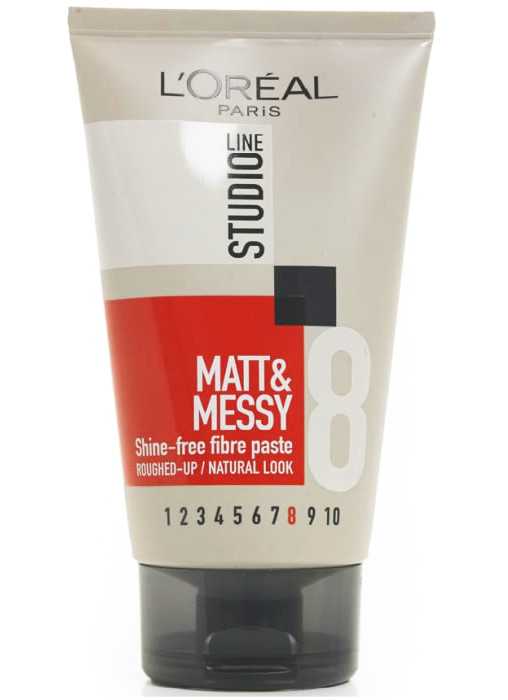 L'ORÉAL
PARIS
STUDIO
LINE
8
MATT&
MESSY
Shine-free fibre paste
ROUGHED-UP / NATURAL LOOK
1 2 3 4 5 6 7 8 9 10